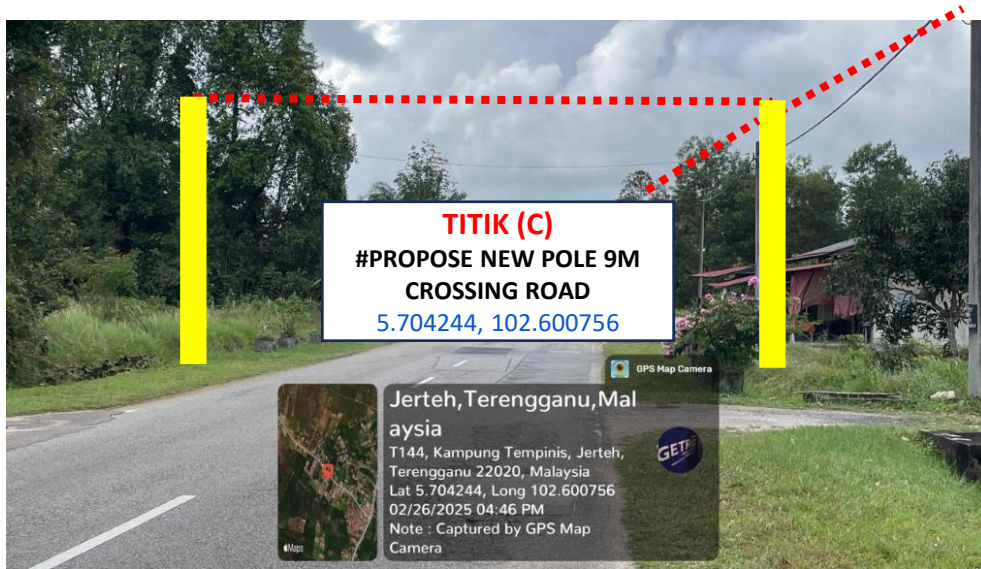 TITIK (C)
#PROPOSE NEW POLE 9M
CROSSING ROAD
5.704244, 102.600756
GPS Map Camera
Jerteh,Terengganu,Mal
aysia
T144, Kampung Tempinis, Jerteh,
Terengganu 22020, Malaysia
Lat 5.704244, Long 102.600756
02/26/2025 04:46 PM
Note : Captured by GPS Map
Camera
Maps